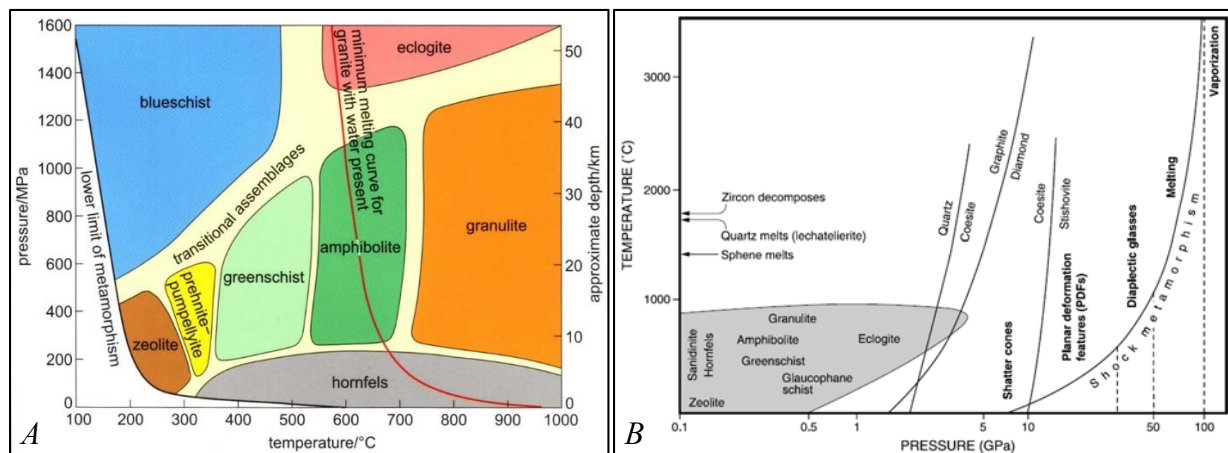 1600
1400
1200
1000
800
600
400
200
0
pressure/MPa
100
200
300
400
500
600
700
800
900
1000
temperature/°C
50
40
30
20
10
0
approximate depth/km
eclogite
blueschist
minimum melting curve for
granite with water present
transitional assemblages
lower limit of metamorphism
granulite
amphibolite
greenschist
prehnite–
pumpellyite
zeolite
hornfels
A
3000
2000
1000
0
TEMPERATURE (°C)
0.1
0.5
1
5
10
50
100
PRESSURE (GPa)
Zircon decomposes
Quartz melts (lechatelierite)
Sphene melts
Quartz
Coesite
Graphite
Diamond
Coesite
Stishovite
Vaporization
Melting
Diaplectic glasses
Planar deformation
features (PDFs)
Shatter cones
Shock metamorphism
Granulite
Sanidinite
Hornfels
Amphibolite
Eclogite
Greenschist
Glaucophane
schist
Zeolite
B